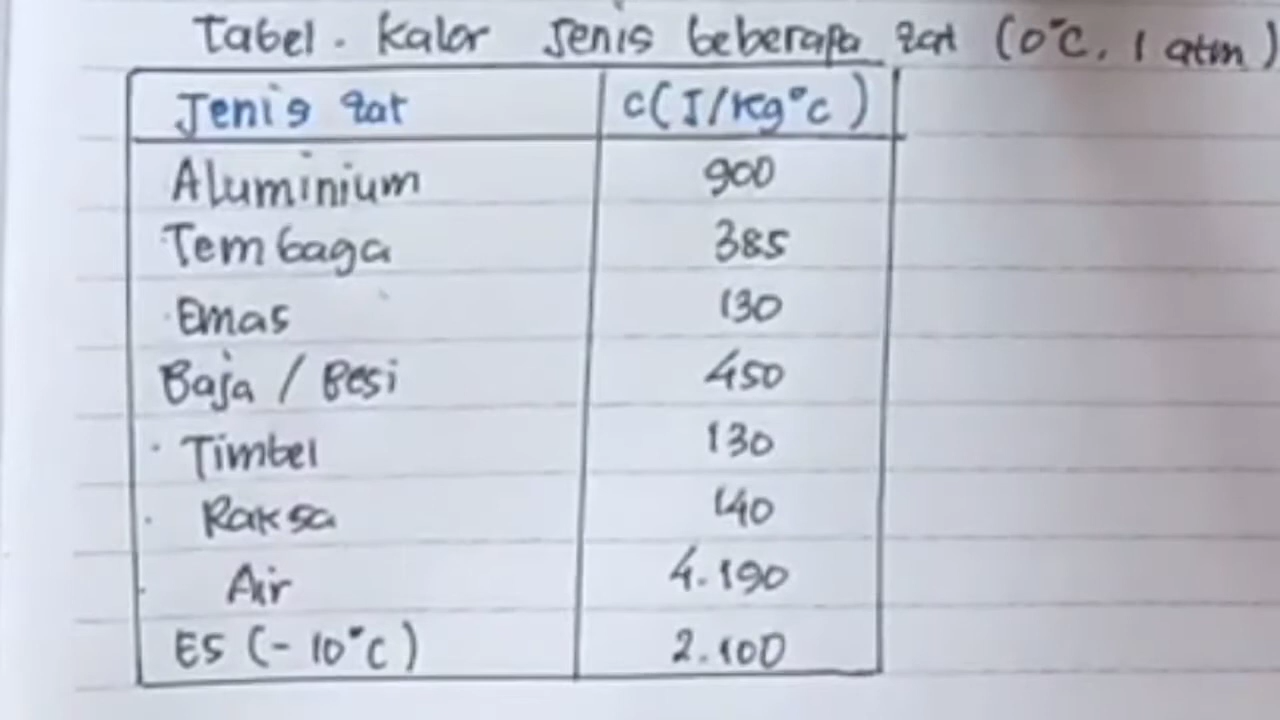 Tabel. Kalor Jenis beberapa zat (0°C, 1 atm)
Jenis zat c(J/kg°c)
Aluminium 900
Tembaga 385
Emas 130
Baja / Besi 450
Timbel 130
Raksa 140
Air 4.190
ES (-10°C) 2.100